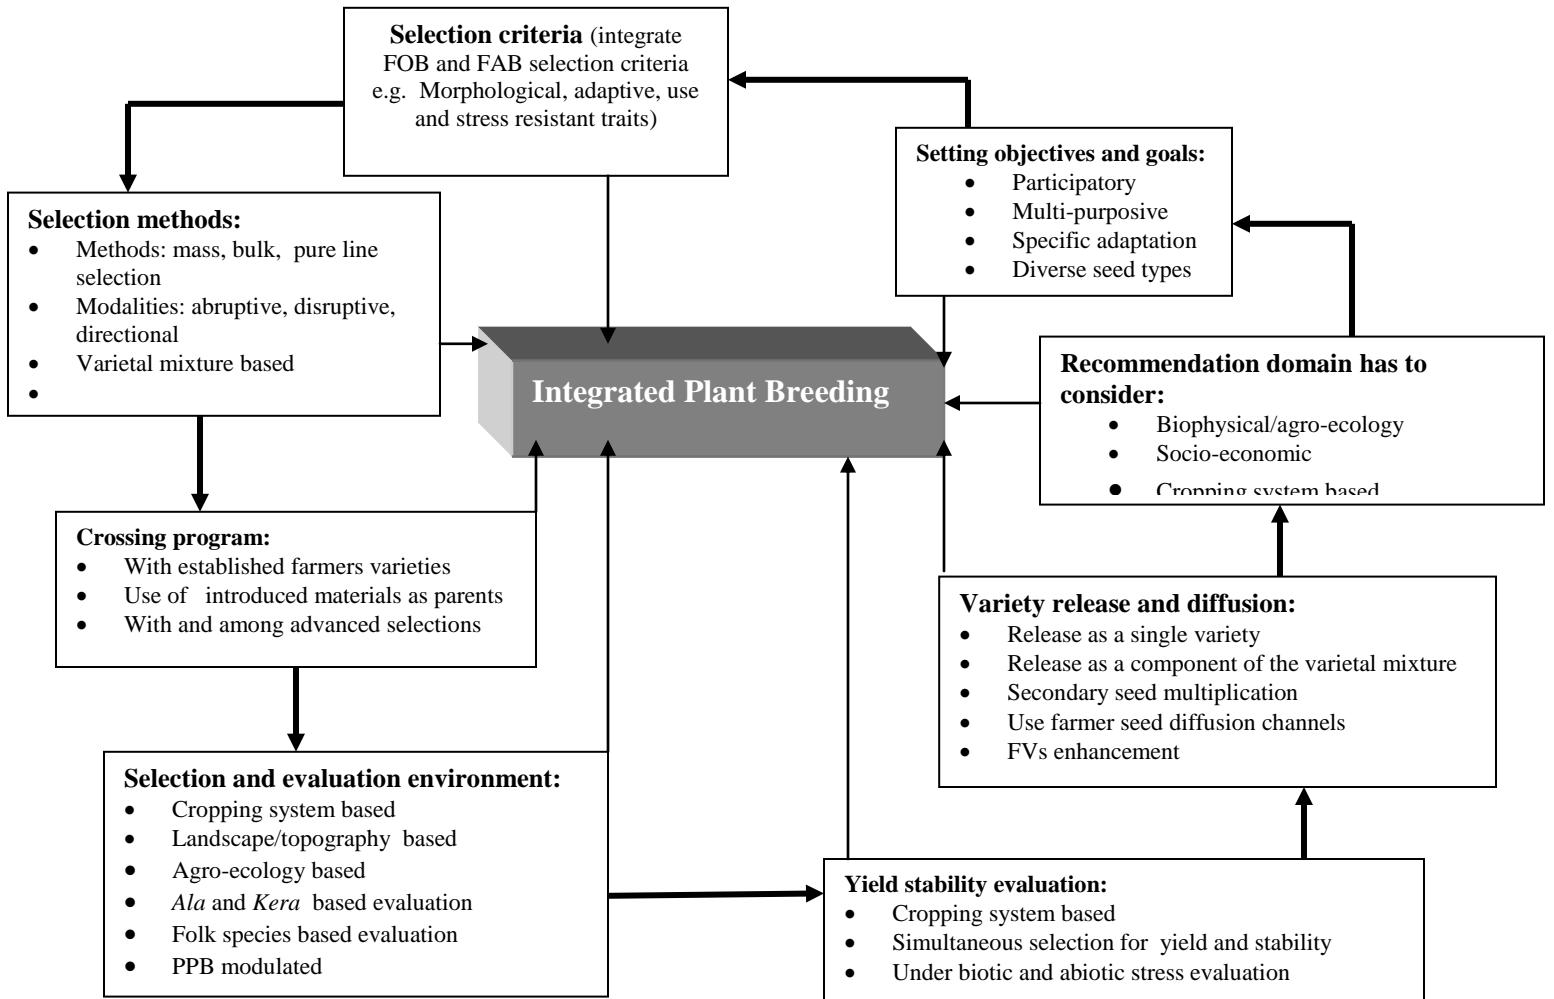 Selection criteria (integrate
FOB and FAB selection criteria
e.g. Morphological, adaptive, use
and stress resistant traits)
Setting objectives and goals:
• Participatory
• Multi-purposive
• Specific adaptation
• Diverse seed types
Selection methods:
• Methods: mass, bulk, pure line
selection
• Modalities: abruptive, disruptive,
directional
• Varietal mixture based
•
Integrated Plant Breeding
Recommendation domain has to
consider:
• Biophysical/agro-ecology
• Socio-economic
• Cropping system based
Crossing program:
• With established farmers varieties
• Use of introduced materials as parents
• With and among advanced selections
Variety release and diffusion:
• Release as a single variety
• Release as a component of the varietal mixture
• Secondary seed multiplication
• Use farmer seed diffusion channels
• FVs enhancement
Selection and evaluation environment:
• Cropping system based
• Landscape/topography based
• Agro-ecology based
• Ala and Kera based evaluation
• Folk species based evaluation
• PPB modulated
Yield stability evaluation:
• Cropping system based
• Simultaneous selection for yield and stability
• Under biotic and abiotic stress evaluation